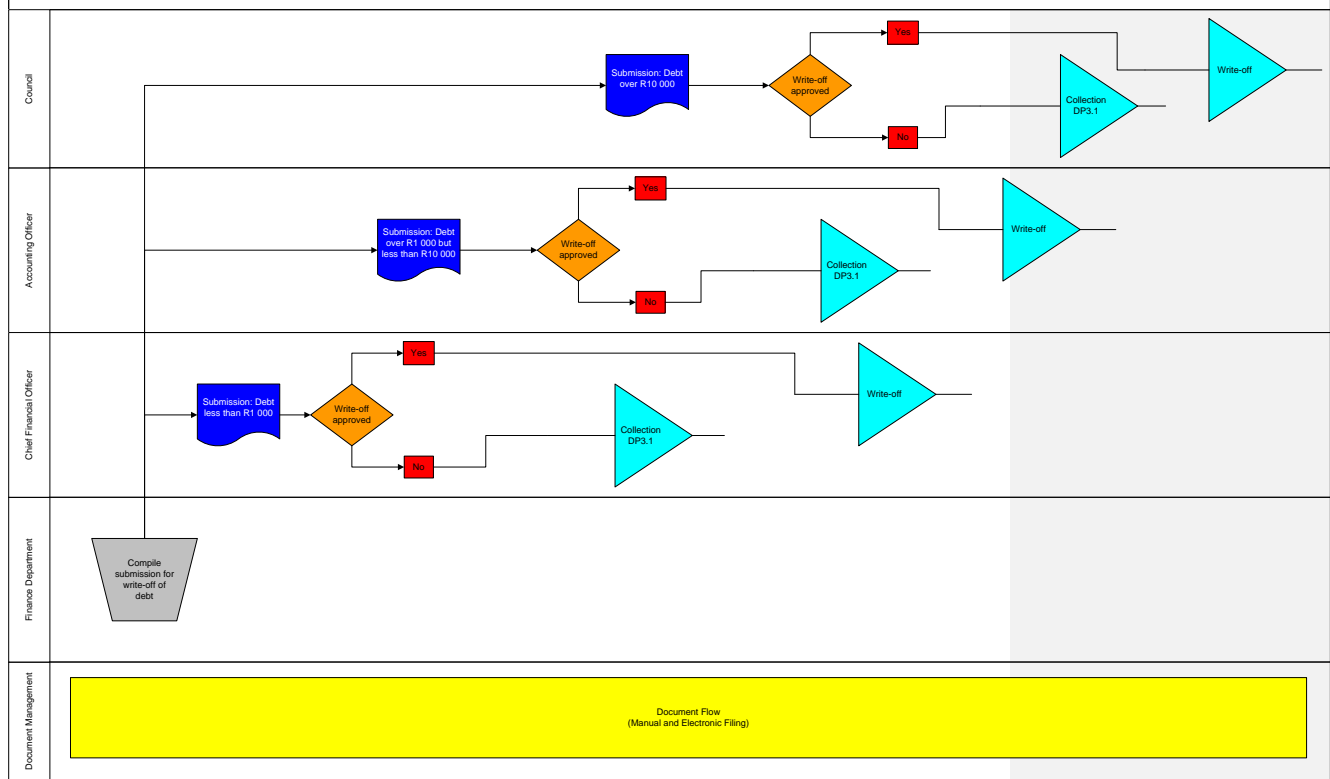 Council
Submission: Debt
over R10 000
Write-off
approved
Yes
No
Collection
DP3.1
Write-off
Accounting Officer
Submission: Debt
over R1 000 but
less than R10 000
Write-off
approved
Yes
No
Collection
DP3.1
Write-off
Chief Financial Officer
Submission: Debt
less than R1 000
Write-off
approved
Yes
No
Collection
DP3.1
Write-off
Finance Department
Compile
submission for
write-off of
debt
Document Management
Document Flow
(Manual and Electronic Filing)